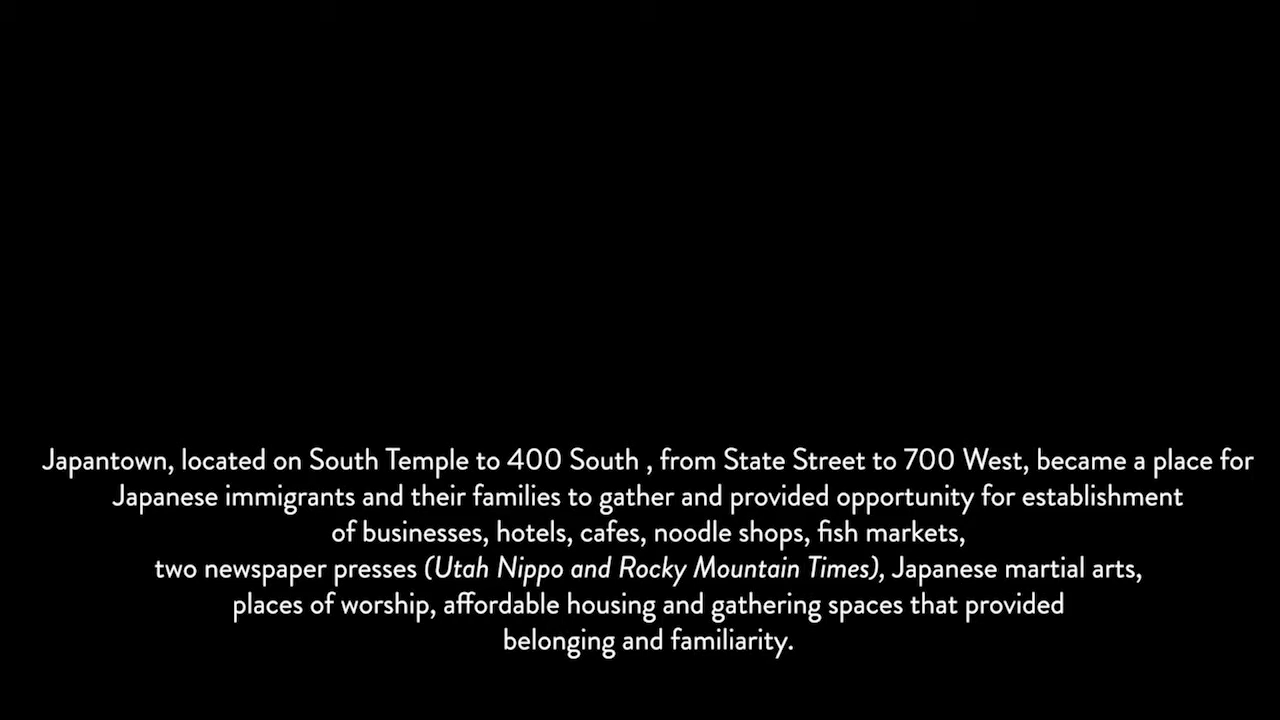 Japantown, located on South Temple to 400 South , from State Street to 700 West, became a place for
Japanese immigrants and their families to gather and provided opportunity for establishment
of businesses, hotels, cafes, noodle shops, fish markets,
two newspaper presses (Utah Nippo and Rocky Mountain Times), Japanese martial arts,
places of worship, affordable housing and gathering spaces that provided
belonging and familiarity.